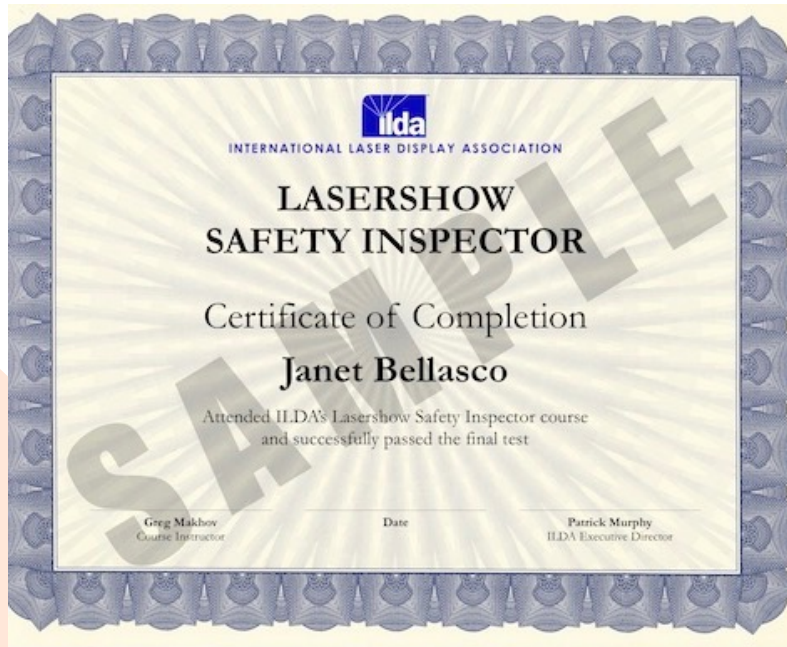 ilda
INTERNATIONAL LASER DISPLAY ASSOCIATION
LASERSHOW
SAFETY INSPECTOR
Certificate of Completion
Janet Bellasco
Attended ILDA's Lasershow Safety Inspector course
and successfully passed the final test
SAMPLE
Greg Makhov Date Patrick Murphy
Course Instructor ILDA Executive Director